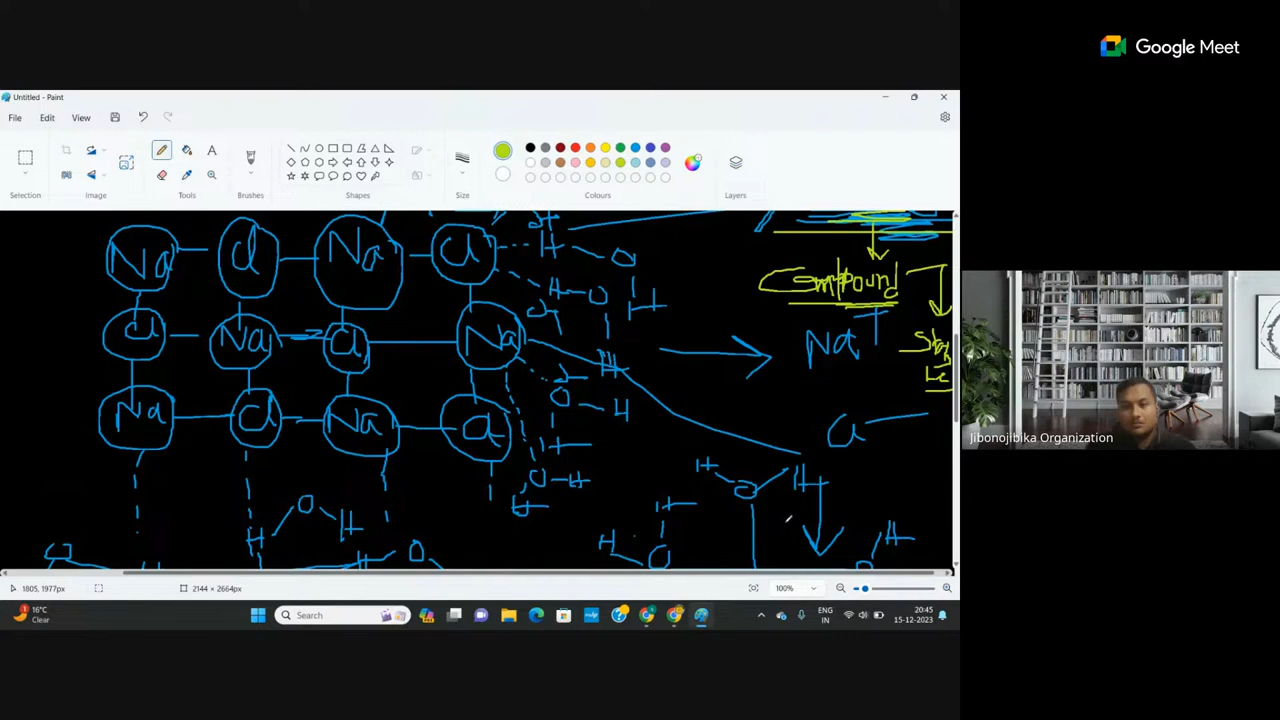 Google Meet
Untitled - Paint
File Edit View
Selection Image Tools Brushes Shapes Size Colours Layers
Na Cl Na Cl H O
Compound
H O
H
Cl Na Cl Na H Na+
O H
Na Cl Na Cl H
Cl-
O H
H
H O H
H O H
H O H
H O
H
Jibonojibika Organization
1805, 1977px 2144 × 2664px 100%
16°C
Clear
Search
ENG
IN
20:45
15-12-2023